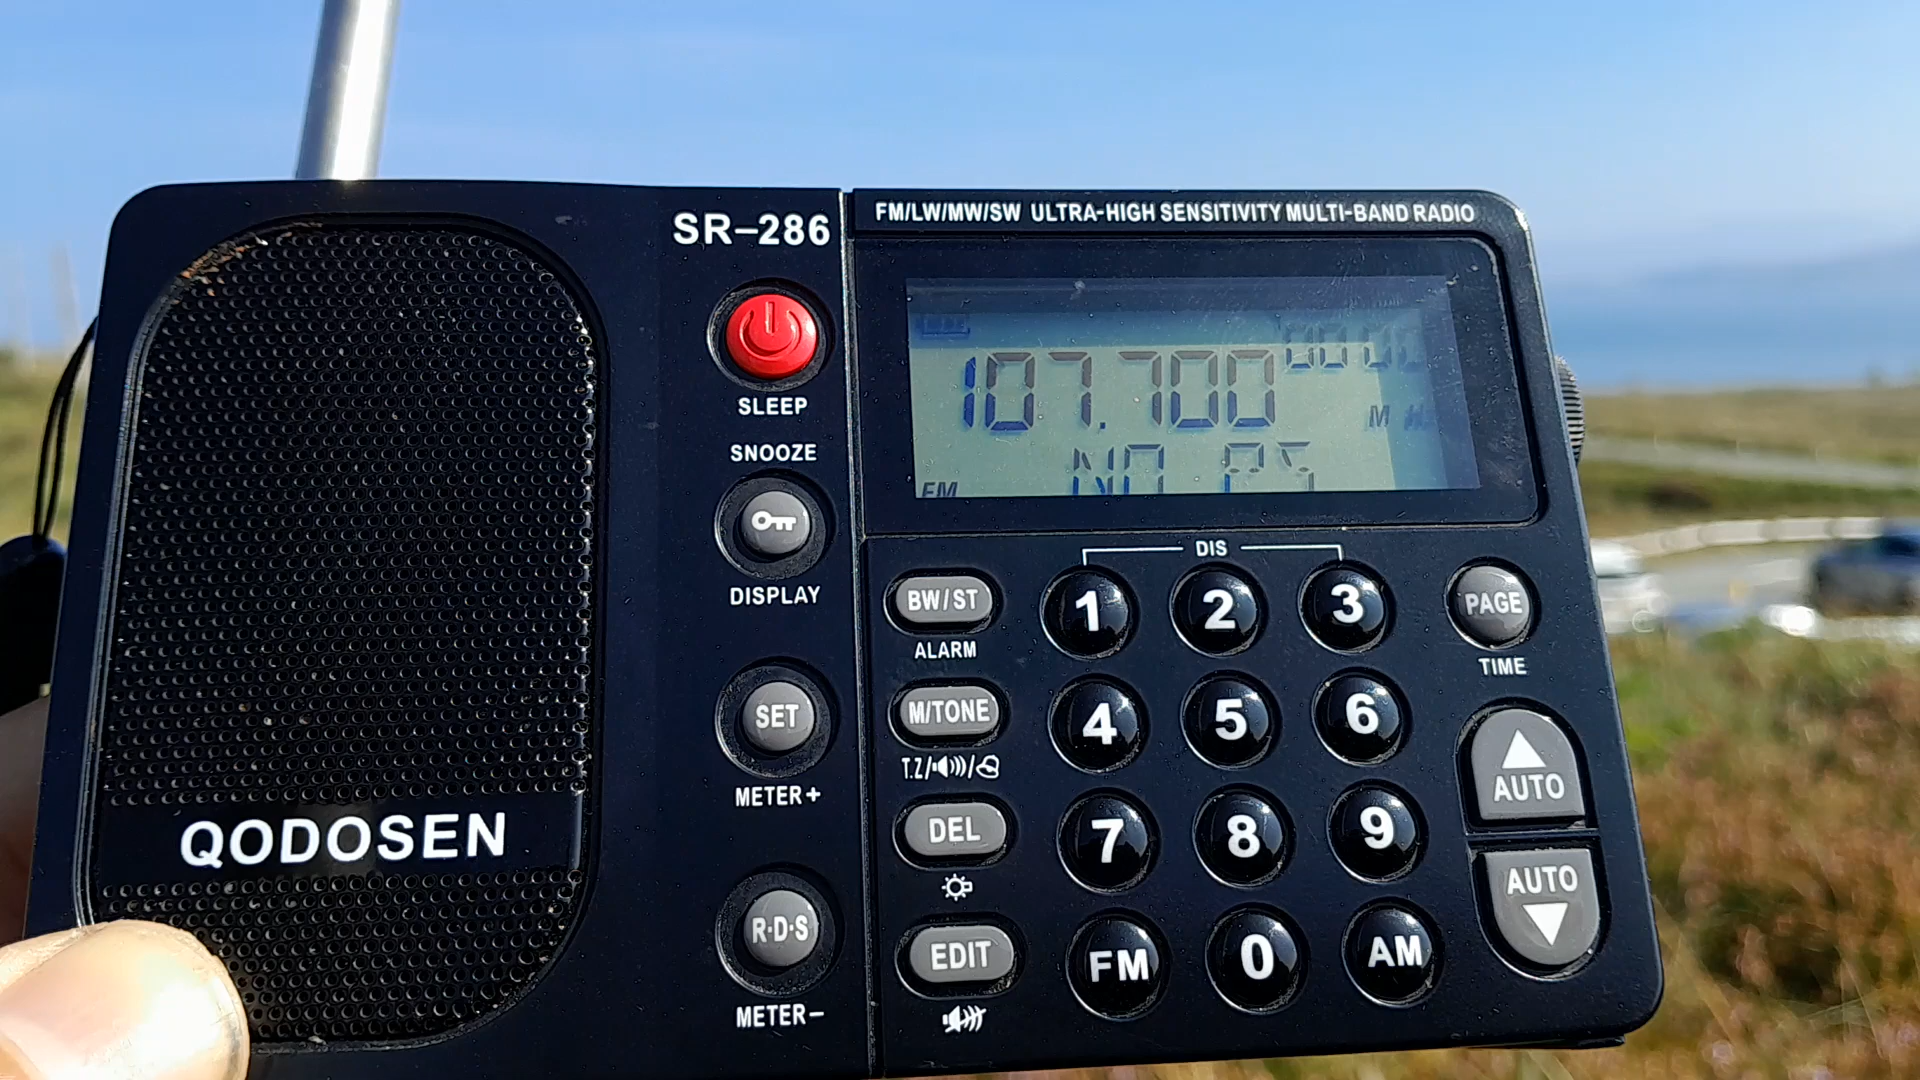 SR-286
FM/LW/MW/SW ULTRA-HIGH SENSITIVITY MULTI-BAND RADIO
107.700
MHz
FM
NO PS
SLEEP
SNOOZE
DISPLAY
SET
METER+
R·D·S
METER-
QODOSEN
DIS
BW/ST
1
2
3
PAGE
ALARM
TIME
M/TONE
4
5
6
T.Z/
AUTO
DEL
7
8
9
AUTO
EDIT
FM
0
AM